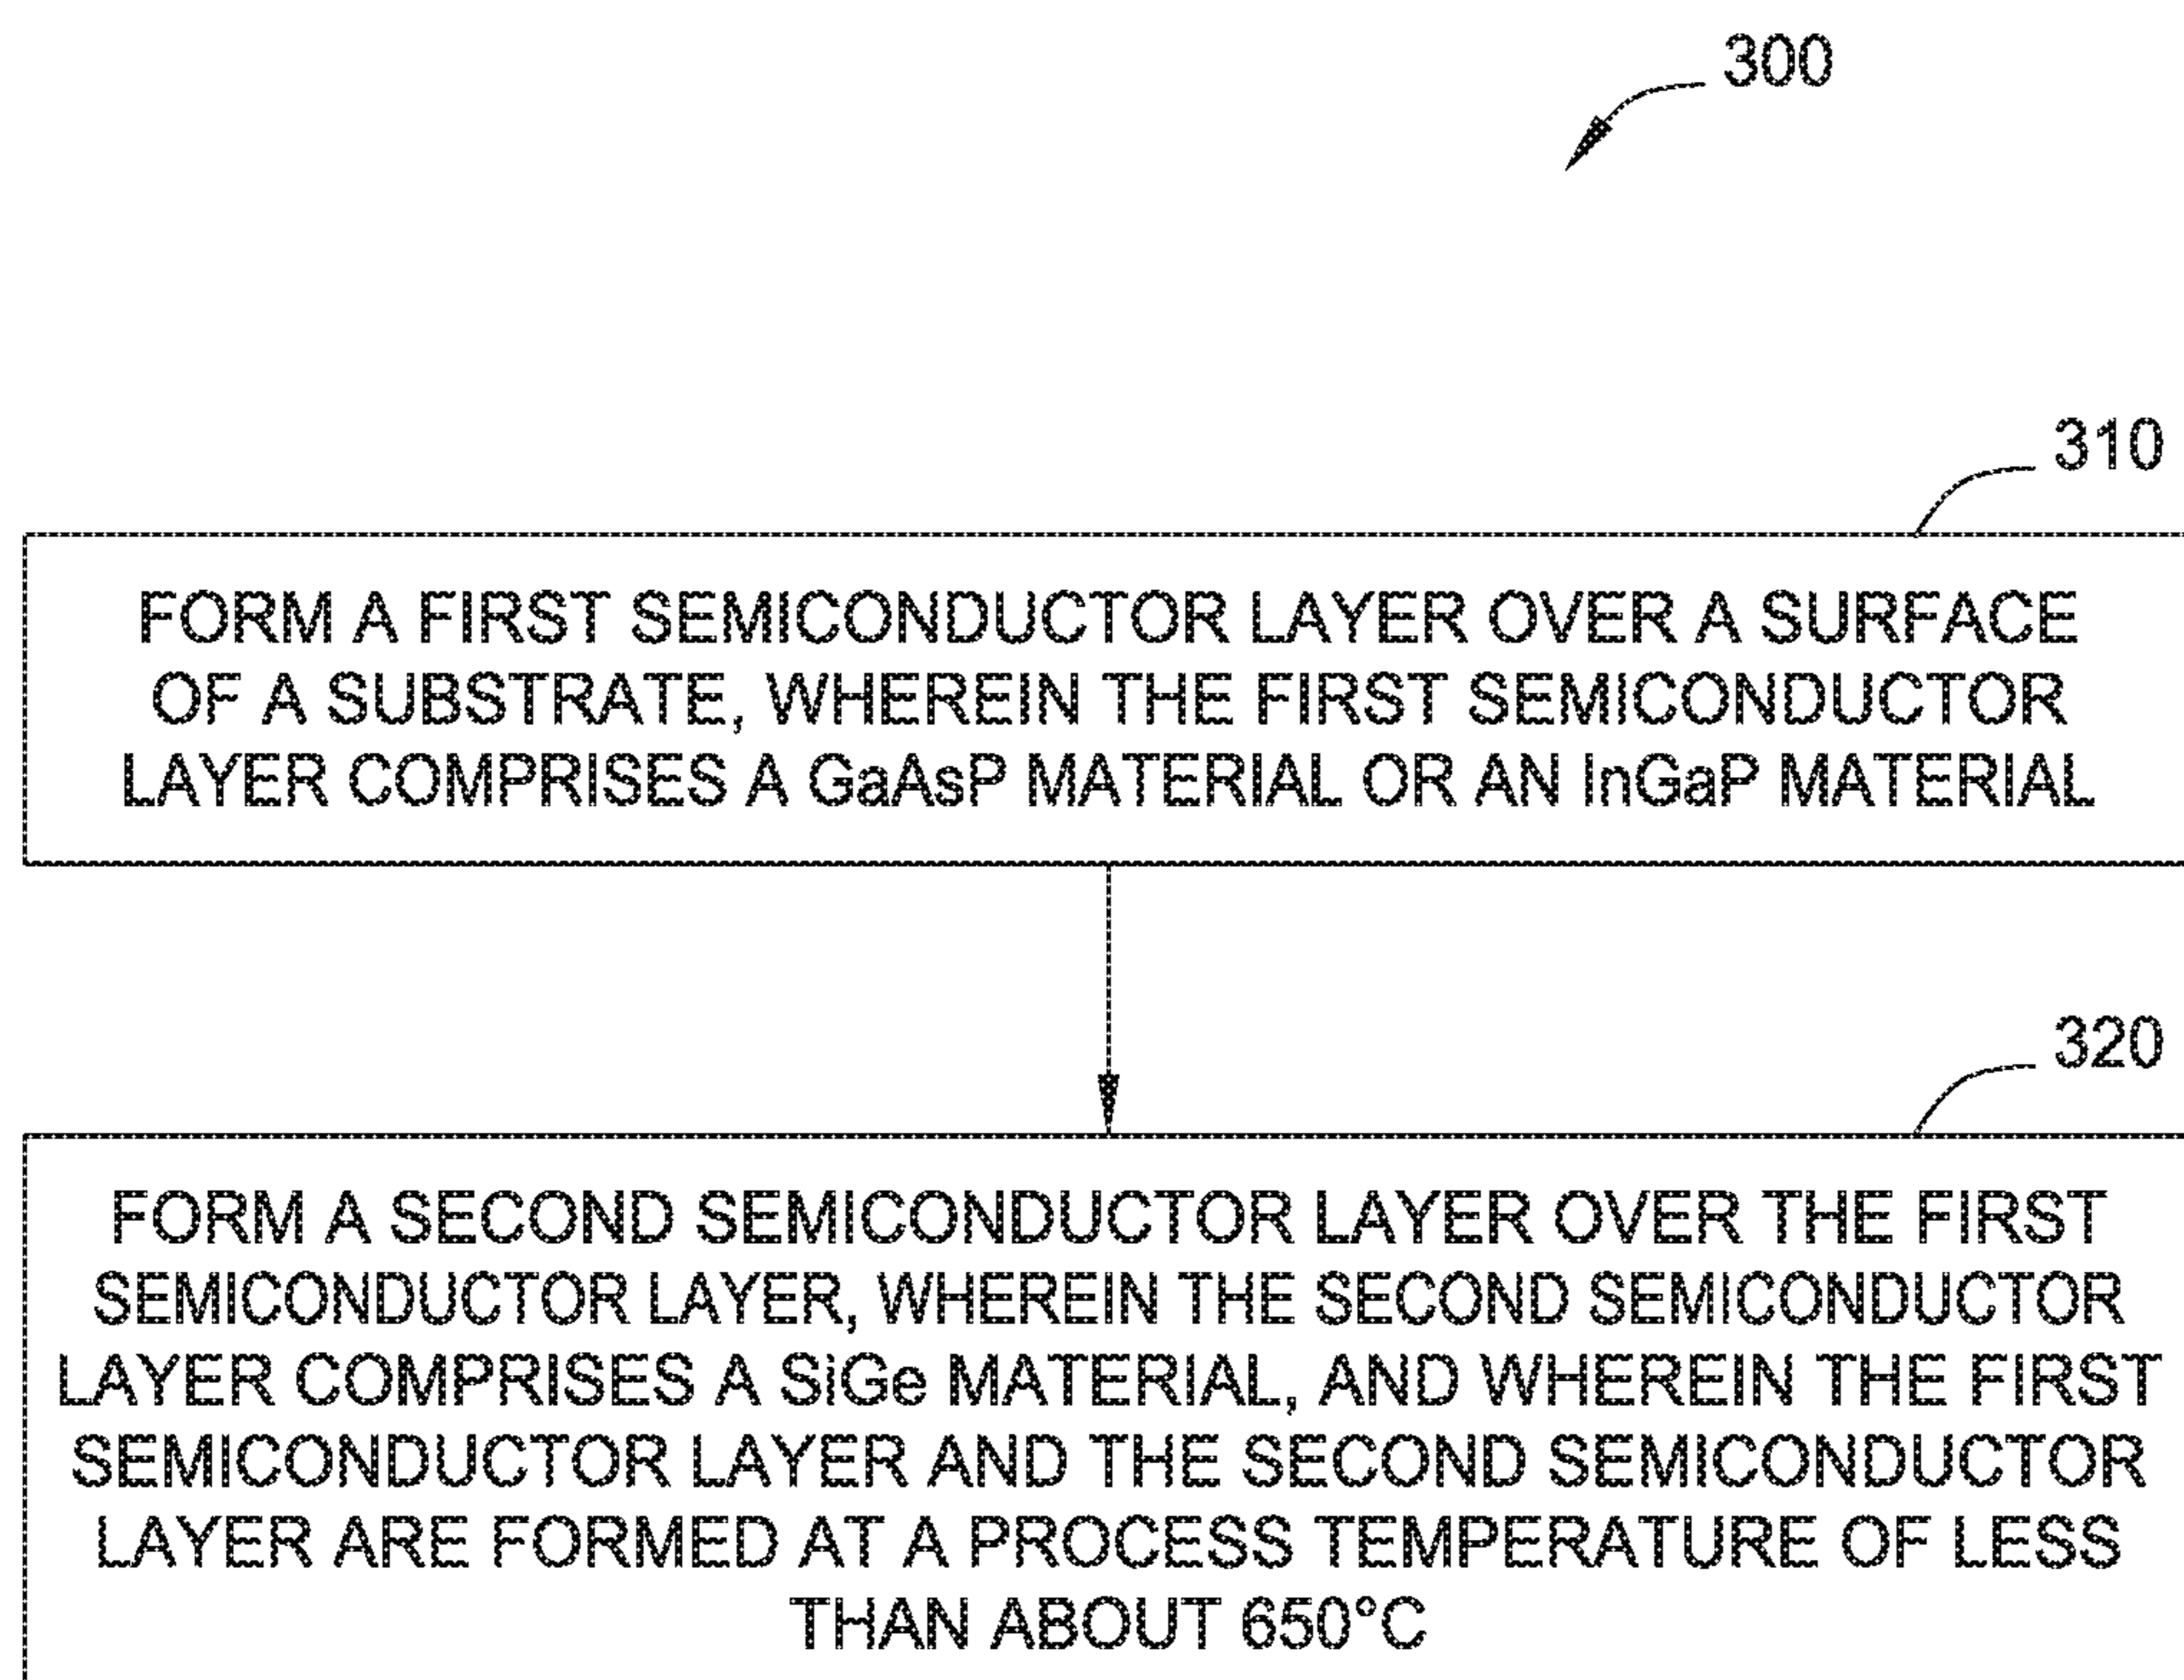 300
310
FORM A FIRST SEMICONDUCTOR LAYER OVER A SURFACE
OF A SUBSTRATE, WHEREIN THE FIRST SEMICONDUCTOR
LAYER COMPRISES A GaAsP MATERIAL OR AN InGaP MATERIAL
320
FORM A SECOND SEMICONDUCTOR LAYER OVER THE FIRST
SEMICONDUCTOR LAYER, WHEREIN THE SECOND SEMICONDUCTOR
LAYER COMPRISES A SiGe MATERIAL, AND WHEREIN THE FIRST
SEMICONDUCTOR LAYER AND THE SECOND SEMICONDUCTOR
LAYER ARE FORMED AT A PROCESS TEMPERATURE OF LESS
THAN ABOUT 650°C